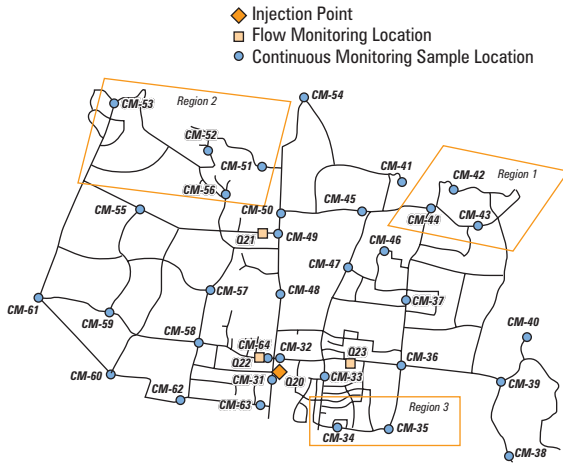 Injection Point
Flow Monitoring Location
Continuous Monitoring Sample Location
CM-53
Region 2
CM-54
CM-52
CM-51
CM-41
CM-42
Region 1
CM-56
CM-55
CM-50
CM-45
CM-44
CM-43
Q21
CM-49
CM-46
CM-47
CM-57
CM-48
CM-37
CM-61
CM-59
CM-58
CM-64
CM-32
Q23
CM-36
CM-40
Q22
CM-60
CM-31
Q20
CM-33
CM-39
CM-62
CM-63
Region 3
CM-34
CM-35
CM-38